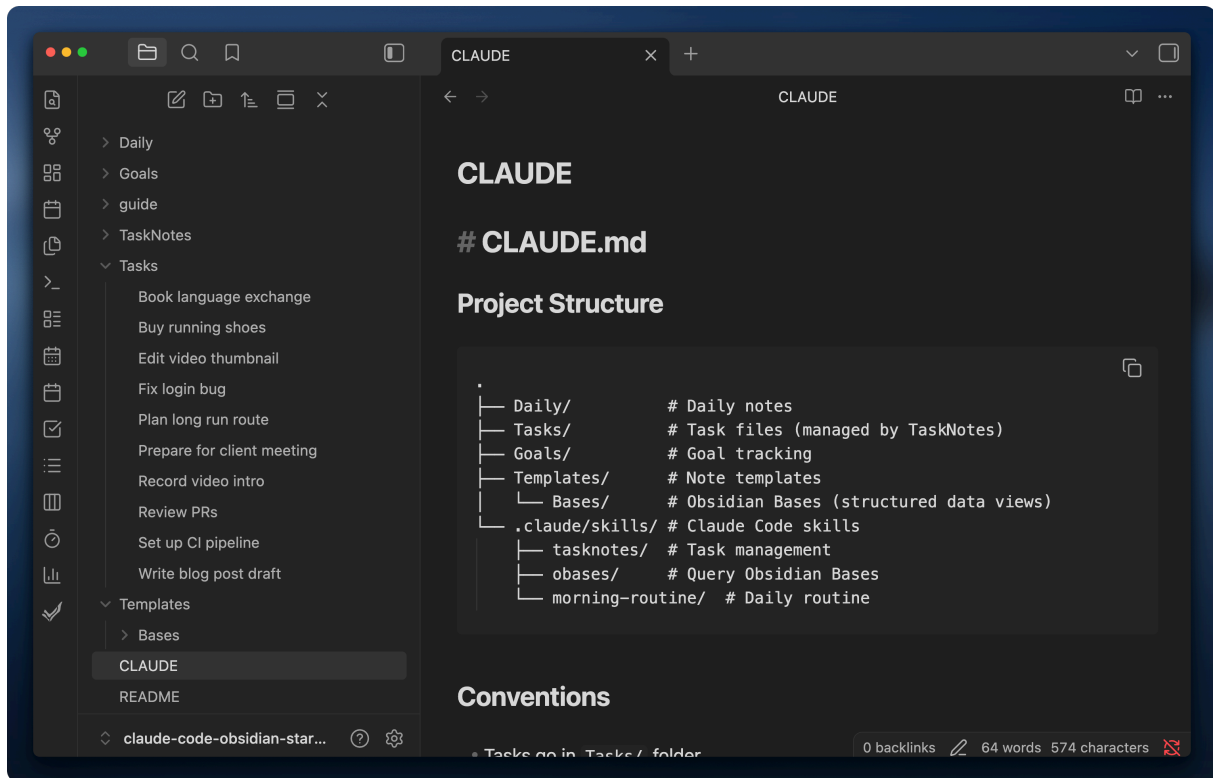 CLAUDE
CLAUDE
Daily
Goals
guide
TaskNotes
Tasks
Book language exchange
Buy running shoes
Edit video thumbnail
Fix login bug
Plan long run route
Prepare for client meeting
Record video intro
Review PRs
Set up CI pipeline
Write blog post draft
Templates
Bases
CLAUDE
README
claude-code-obsidian-star...
CLAUDE
# CLAUDE.md
Project Structure
.
├── Daily/ # Daily notes
├── Tasks/ # Task files (managed by TaskNotes)
├── Goals/ # Goal tracking
├── Templates/ # Note templates
│   └── Bases/ # Obsidian Bases (structured data views)
└── .claude/skills/ # Claude Code skills
    ├── tasknotes/ # Task management
    ├── obases/ # Query Obsidian Bases
    └── morning-routine/ # Daily routine
Conventions
• Tasks go in Tasks/ folder
0 backlinks 64 words 574 characters